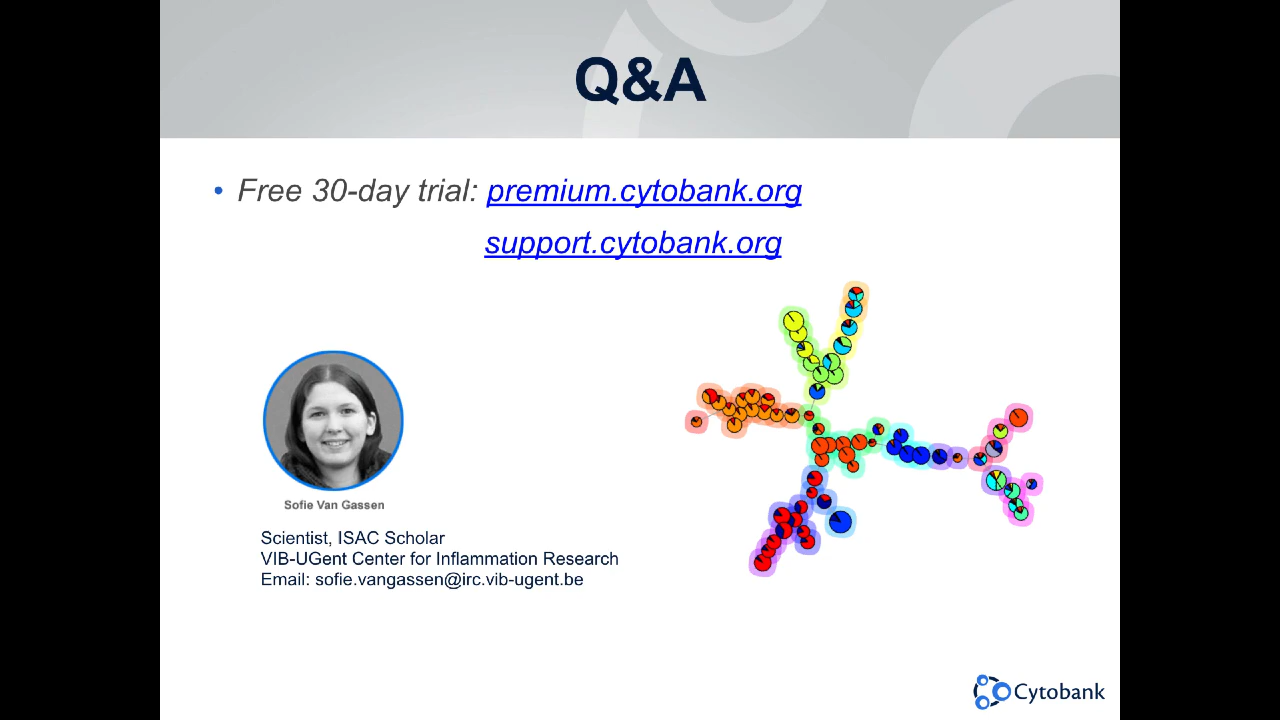 Q&A
• Free 30-day trial: premium.cytobank.org
support.cytobank.org
Sofie Van Gassen
Scientist, ISAC Scholar
VIB-UGent Center for Inflammation Research
Email: sofie.vangassen@irc.vib-ugent.be
Cytobank